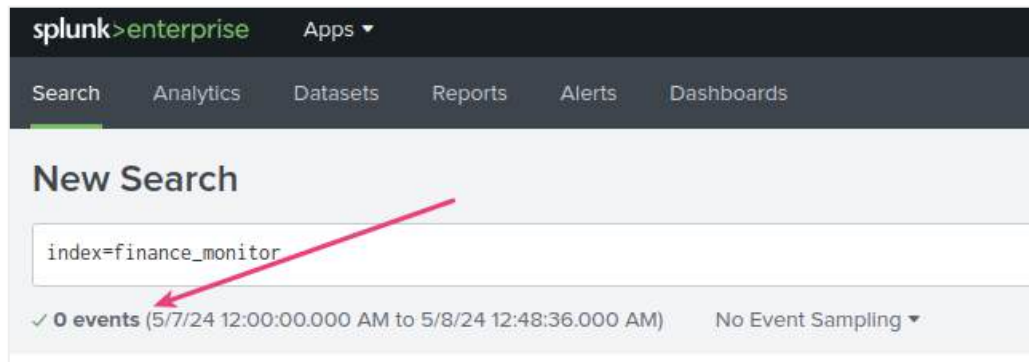 splunk>enterprise Apps ▾
Search Analytics Datasets Reports Alerts Dashboards
New Search
index=finance_monitor
✓ 0 events (5/7/24 12:00:00.000 AM to 5/8/24 12:48:36.000 AM) No Event Sampling ▾